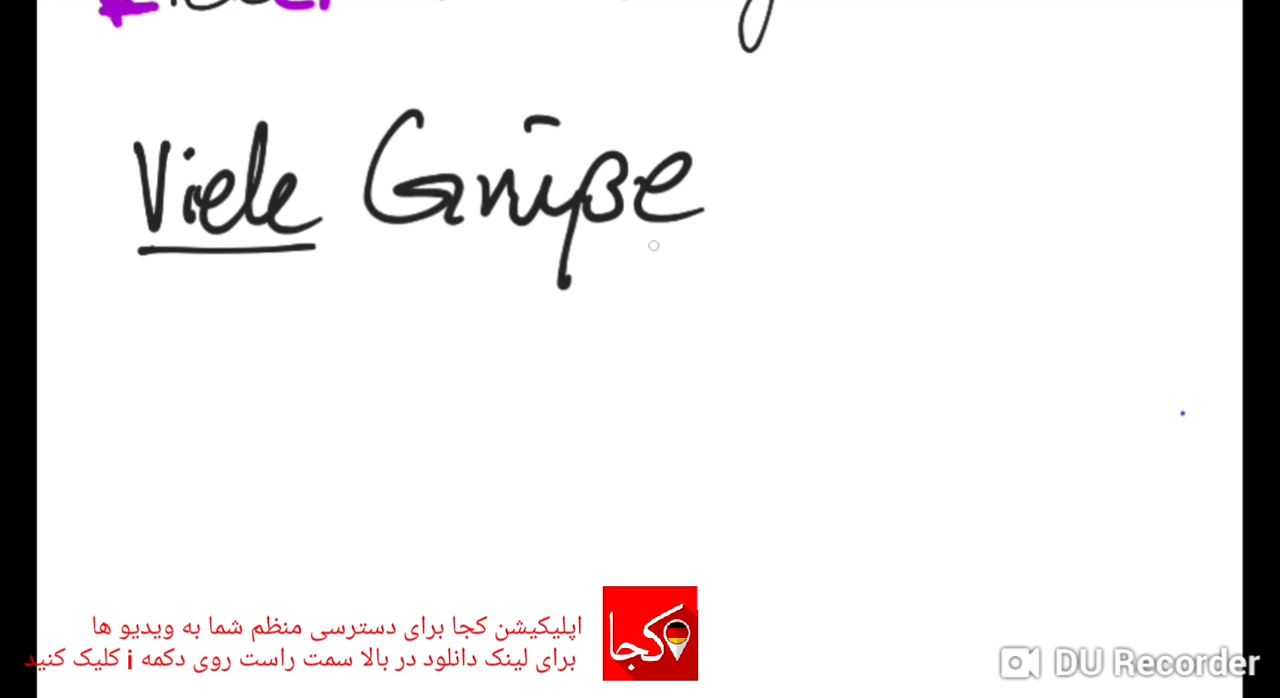 Viele Grüße
اپلیکیشن کجا برای دسترسی منظم شما به ویدیو ها
برای لینک دانلود در بالا سمت راست روی دکمه i کلیک کنید
کجا
DU Recorder